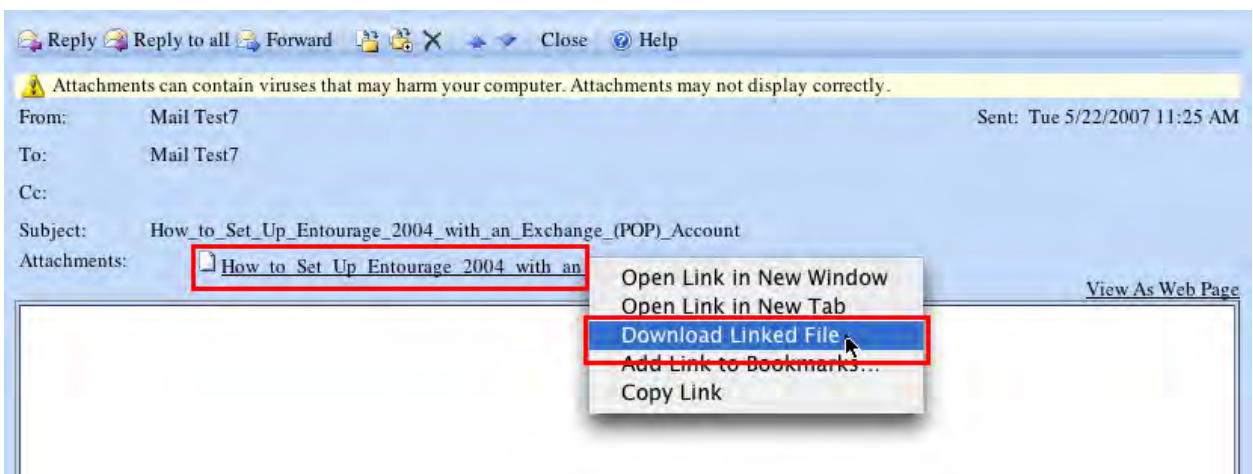 Reply Reply to all Forward Close Help
Attachments can contain viruses that may harm your computer. Attachments may not display correctly.
From: Mail Test7 Sent: Tue 5/22/2007 11:25 AM
To: Mail Test7
Cc:
Subject: How_to_Set_Up_Entourage_2004_with_an_Exchange_(POP)_Account
Attachments: How_to_Set_Up_Entourage_2004_with_an
View As Web Page
Open Link in New Window
Open Link in New Tab
Download Linked File
Add Link to Bookmarks...
Copy Link